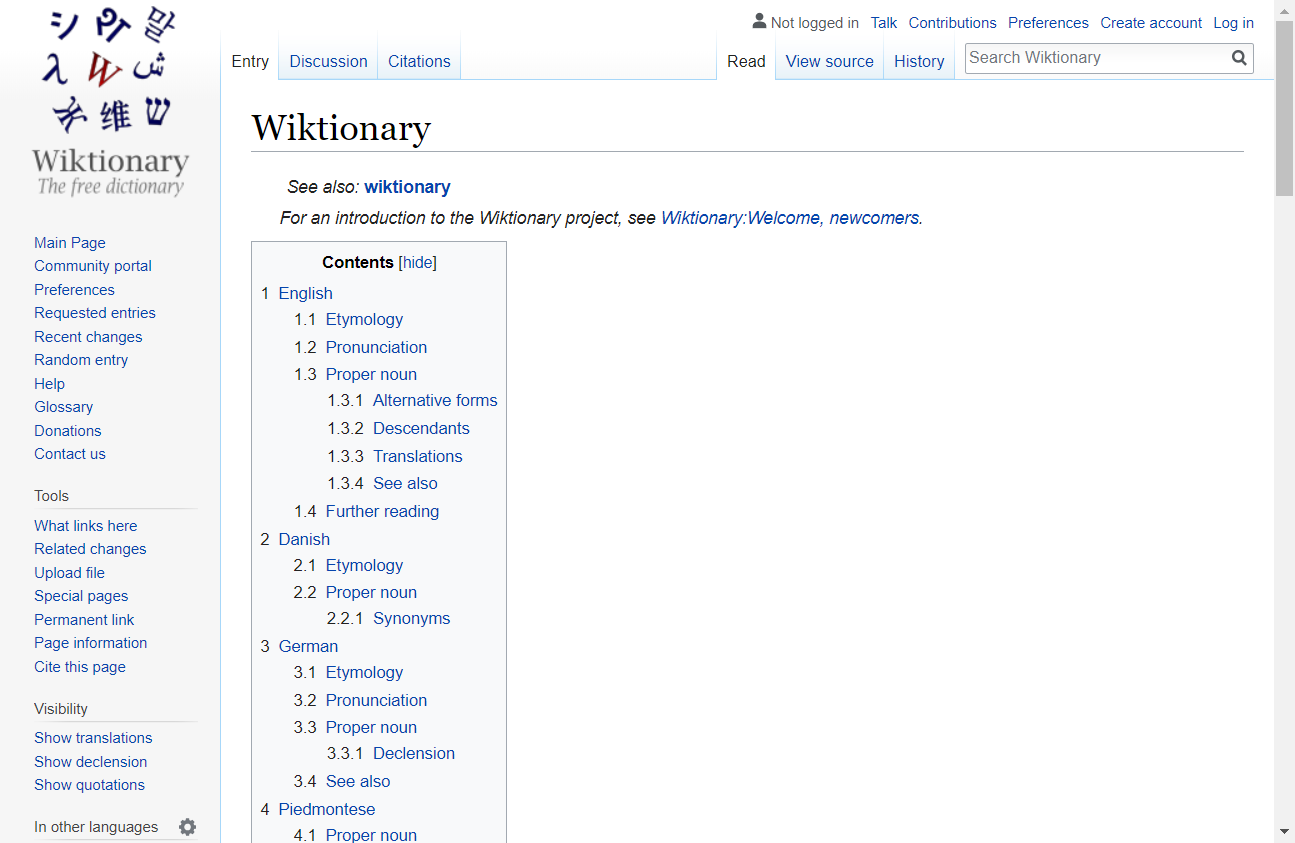 Not logged in Talk Contributions Preferences Create account Log in
Entry Discussion Citations Read View source History Search Wiktionary
Wiktionary
The free dictionary
Main Page
Community portal
Preferences
Requested entries
Recent changes
Random entry
Help
Glossary
Donations
Contact us
Tools
What links here
Related changes
Upload file
Special pages
Permanent link
Page information
Cite this page
Visibility
Show translations
Show declension
Show quotations
In other languages
Wiktionary
See also: wiktionary
For an introduction to the Wiktionary project, see Wiktionary:Welcome, newcomers.
Contents [hide]
1 English
1.1 Etymology
1.2 Pronunciation
1.3 Proper noun
1.3.1 Alternative forms
1.3.2 Descendants
1.3.3 Translations
1.3.4 See also
1.4 Further reading
2 Danish
2.1 Etymology
2.2 Proper noun
2.2.1 Synonyms
3 German
3.1 Etymology
3.2 Pronunciation
3.3 Proper noun
3.3.1 Declension
3.4 See also
4 Piedmontese
4.1 Proper noun